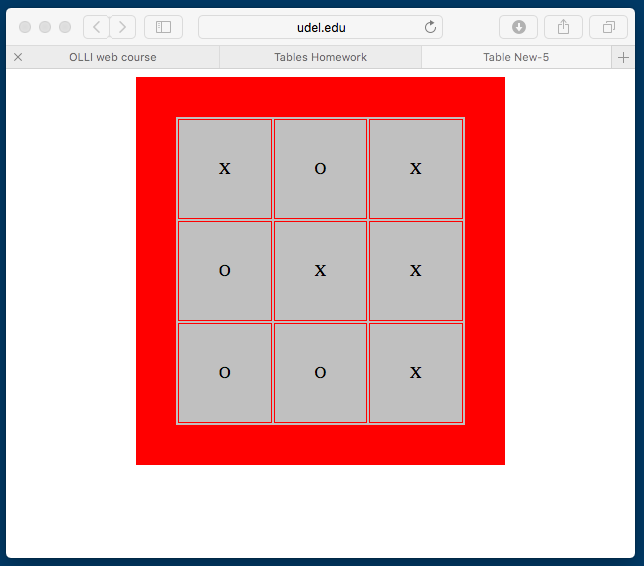 udel.edu
OLLI web course Tables Homework Table New-5
X O X
O X X
O O X